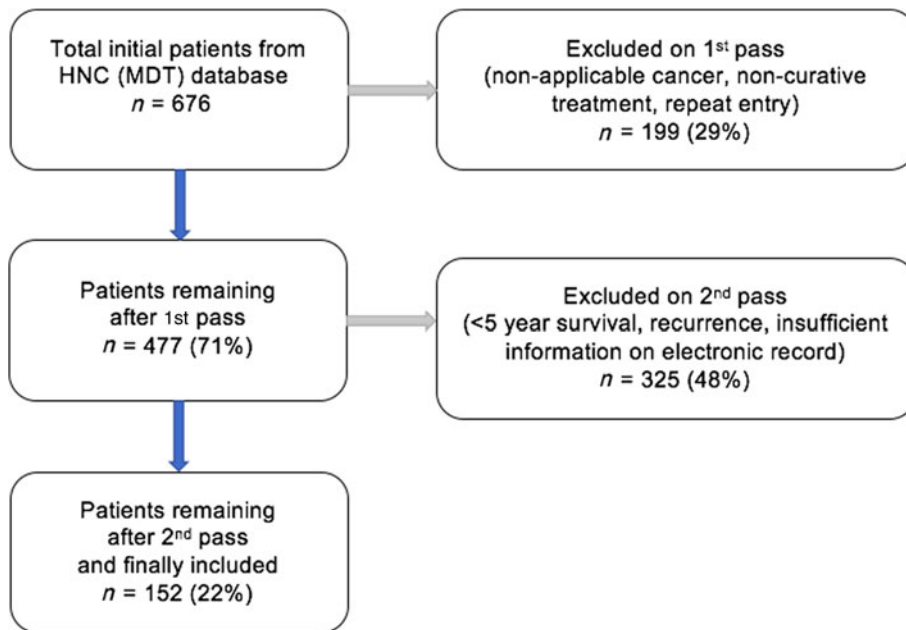 Total initial patients from
HNC (MDT) database
n = 676
Excluded on 1st pass
(non-applicable cancer, non-curative
treatment, repeat entry)
n = 199 (29%)
Patients remaining
after 1st pass
n = 477 (71%)
Excluded on 2nd pass
(<5 year survival, recurrence, insufficient
information on electronic record)
n = 325 (48%)
Patients remaining
after 2nd pass
and finally included
n = 152 (22%)